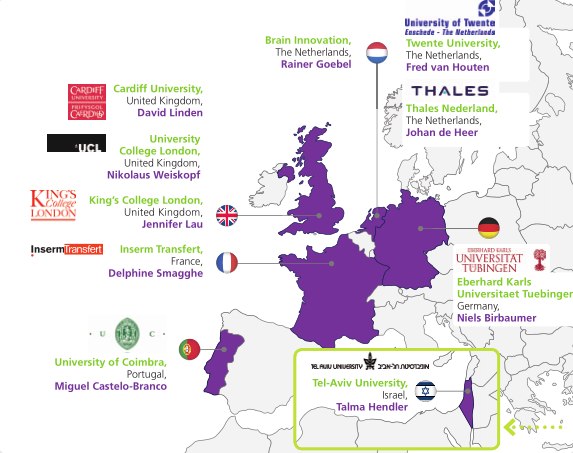 University of Twente
Enschede - The Netherlands
Brain Innovation,
The Netherlands,
Rainer Goebel
Twente University,
The Netherlands,
Fred van Houten
THALES
Thales Nederland,
The Netherlands,
Johan de Heer
CARDIFF
UNIVERSITY
PRIFYSGOL
CAERDYDD
Cardiff University,
United Kingdom,
David Linden
UCL
University
College London,
United Kingdom,
Nikolaus Weiskopf
KING'S
College
LONDON
King's College London,
United Kingdom,
Jennifer Lau
InsermTransfert
Inserm Transfert,
France,
Delphine Smagghe
EBERHARD KARLS
UNIVERSITÄT
TÜBINGEN
Eberhard Karls
Universitaet Tuebingen
Germany,
Niels Birbaumer
· U C ·
University of Coimbra,
Portugal,
Miguel Castelo-Branco
TEL AVIV UNIVERSITY אוניברסיטת תל-אביב
Tel-Aviv University,
Israel,
Talma Hendler